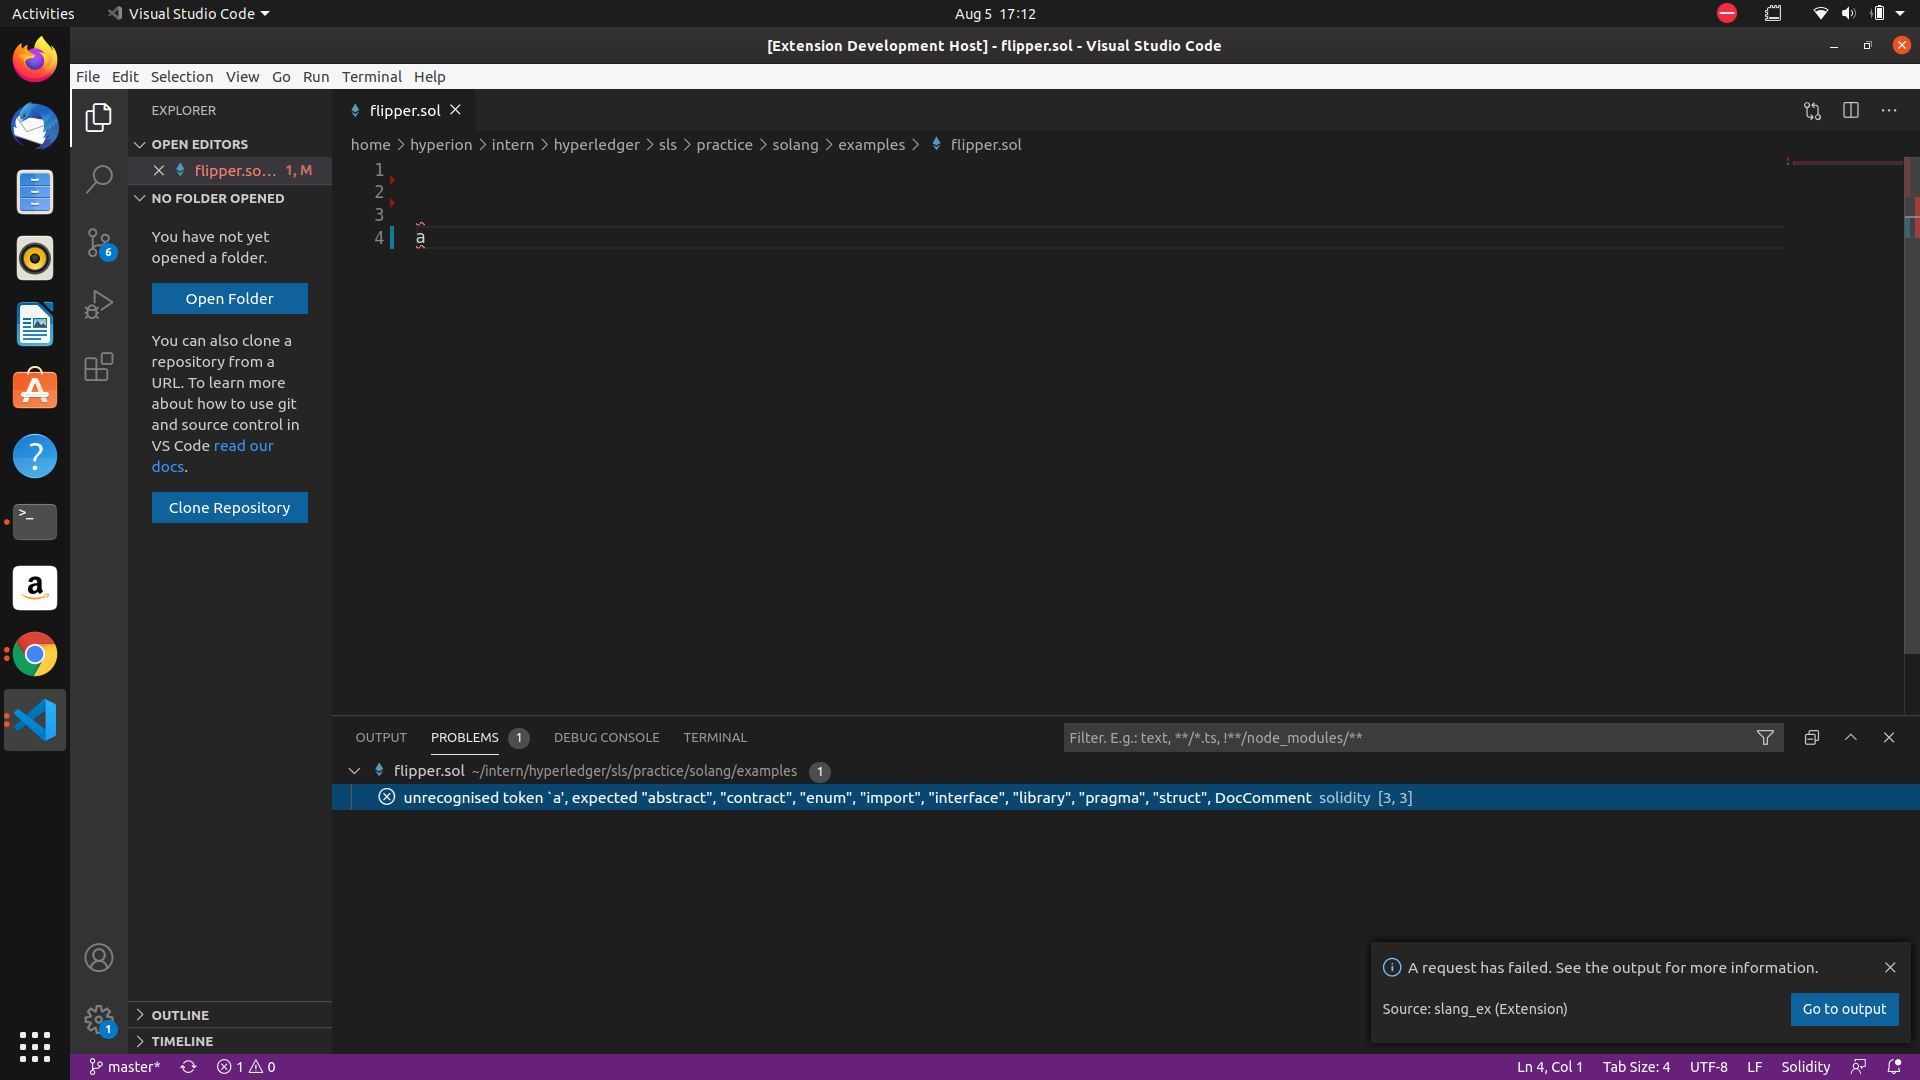 Activities
Visual Studio Code
Aug 5 17:12
[Extension Development Host] - flipper.sol - Visual Studio Code
File Edit Selection View Go Run Terminal Help
EXPLORER
OPEN EDITORS
flipper.so... 1, M
NO FOLDER OPENED
You have not yet
opened a folder.
Open Folder
You can also clone a
repository from a
URL. To learn more
about how to use git
and source control in
VS Code read our
docs.
Clone Repository
OUTLINE
TIMELINE
6
1
>_
a
?
flipper.sol
home > hyperion > intern > hyperledger > sls > practice > solang > examples > flipper.sol
1
2
3
4 a
OUTPUT PROBLEMS 1 DEBUG CONSOLE TERMINAL
Filter. E.g.: text, **/*.ts, !**/node_modules/**
flipper.sol ~/intern/hyperledger/sls/practice/solang/examples 1
unrecognised token `a', expected "abstract", "contract", "enum", "import", "interface", "library", "pragma", "struct", DocComment solidity [3, 3]
A request has failed. See the output for more information.
Source: slang_ex (Extension)
Go to output
master* 1 0
Ln 4, Col 1 Tab Size: 4 UTF-8 LF Solidity